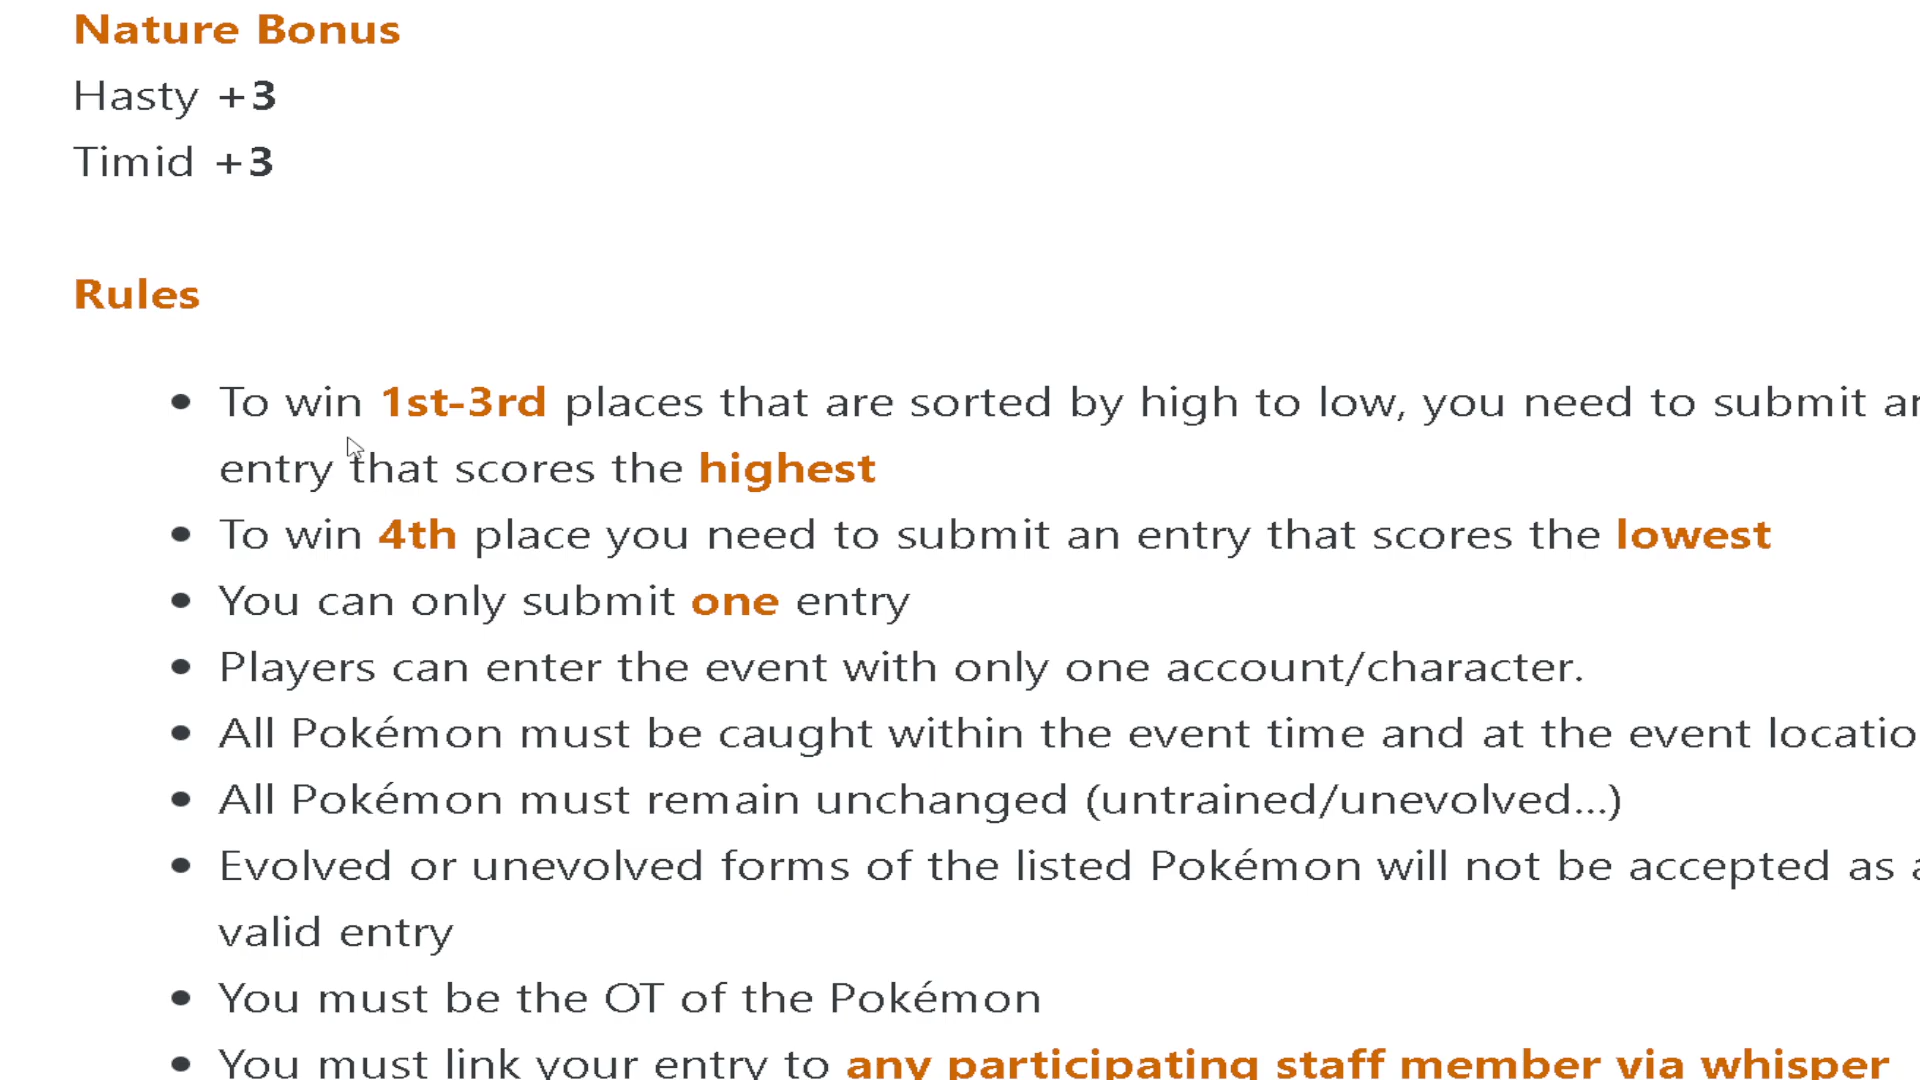 Nature Bonus
Hasty +3
Timid +3
Rules
• To win 1st-3rd places that are sorted by high to low, you need to submit
entry that scores the highest
• To win 4th place you need to submit an entry that scores the lowest
• You can only submit one entry
• Players can enter the event with only one account/character.
• All Pokémon must be caught within the event time and at the event
• All Pokémon must remain unchanged (untrained/unevolved...)
• Evolved or unevolved forms of the listed Pokémon will not be accepted as
valid entry
• You must be the OT of the Pokémon
• You must link your entry to any participating staff member via whisper